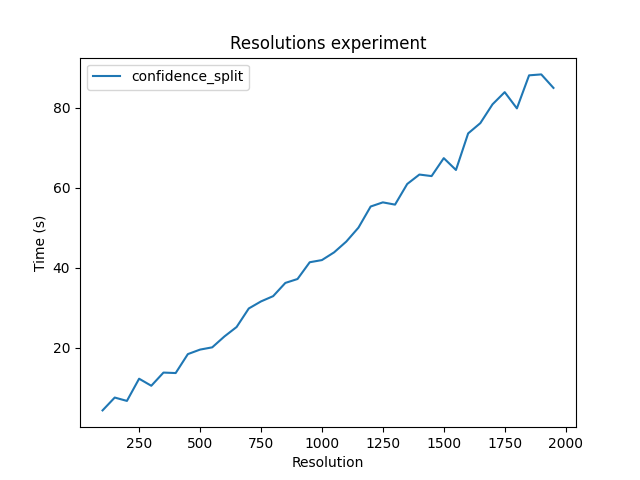 Resolutions experiment
confidence_split
Time (s)
80
60
40
20
250 500 750 1000 1250 1500 1750 2000
Resolution